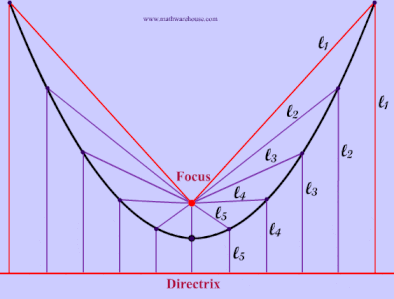 www.mathwarehouse.com
ℓ1
ℓ1
ℓ2
ℓ2
ℓ3
Focus
ℓ3
ℓ4
ℓ5
ℓ4
ℓ5
Directrix